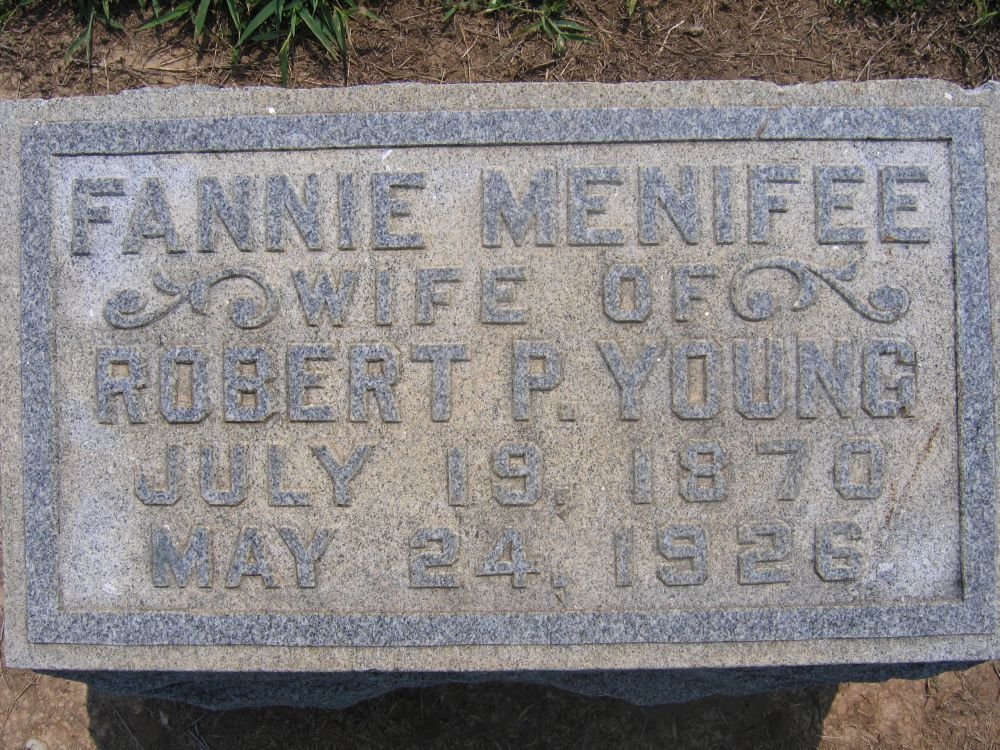 FANNIE MENIFEE
WIFE OF
ROBERT P. YOUNG
JULY 19, 1870
MAY 24, 1926.